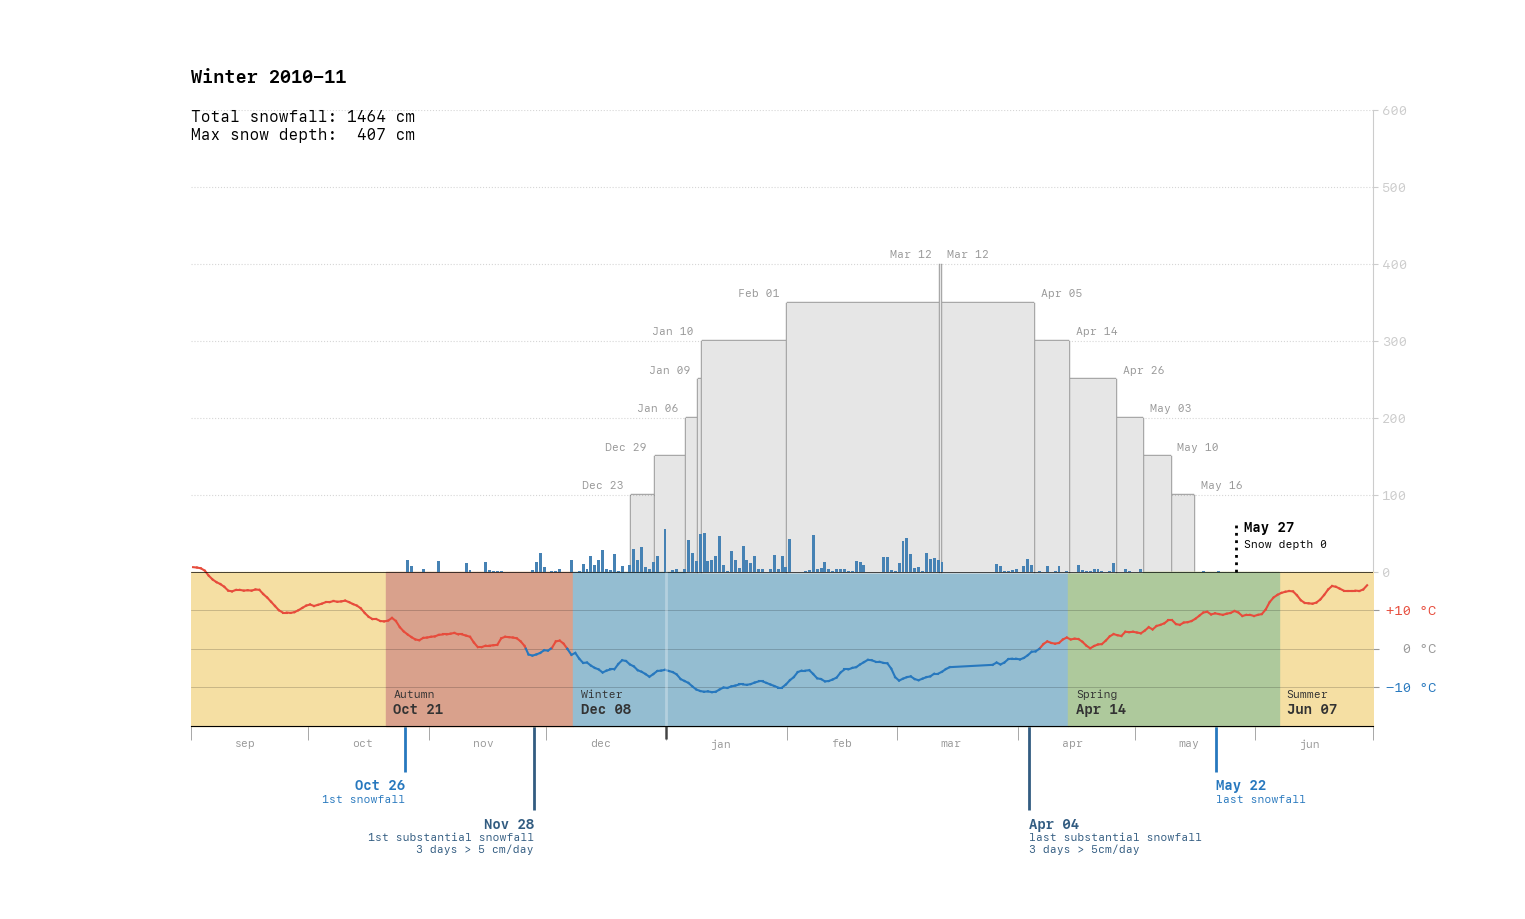 Winter 2010–11
Total snowfall: 1464 cm
Max snow depth:  407 cm
600
500
400
300
200
100
0
Mar 12
Mar 12
Feb 01
Apr 05
Jan 10
Apr 14
Jan 09
Apr 26
Jan 06
May 03
Dec 29
May 10
Dec 23
May 16
May 27
Snow depth 0
+10 °C
0 °C
−10 °C
Autumn
Oct 21
Winter
Dec 08
Spring
Apr 14
Summer
Jun 07
sep
oct
nov
dec
jan
feb
mar
apr
may
jun
Oct 26
1st snowfall
May 22
last snowfall
Nov 28
1st substantial snowfall
3 days > 5 cm/day
Apr 04
last substantial snowfall
3 days > 5cm/day